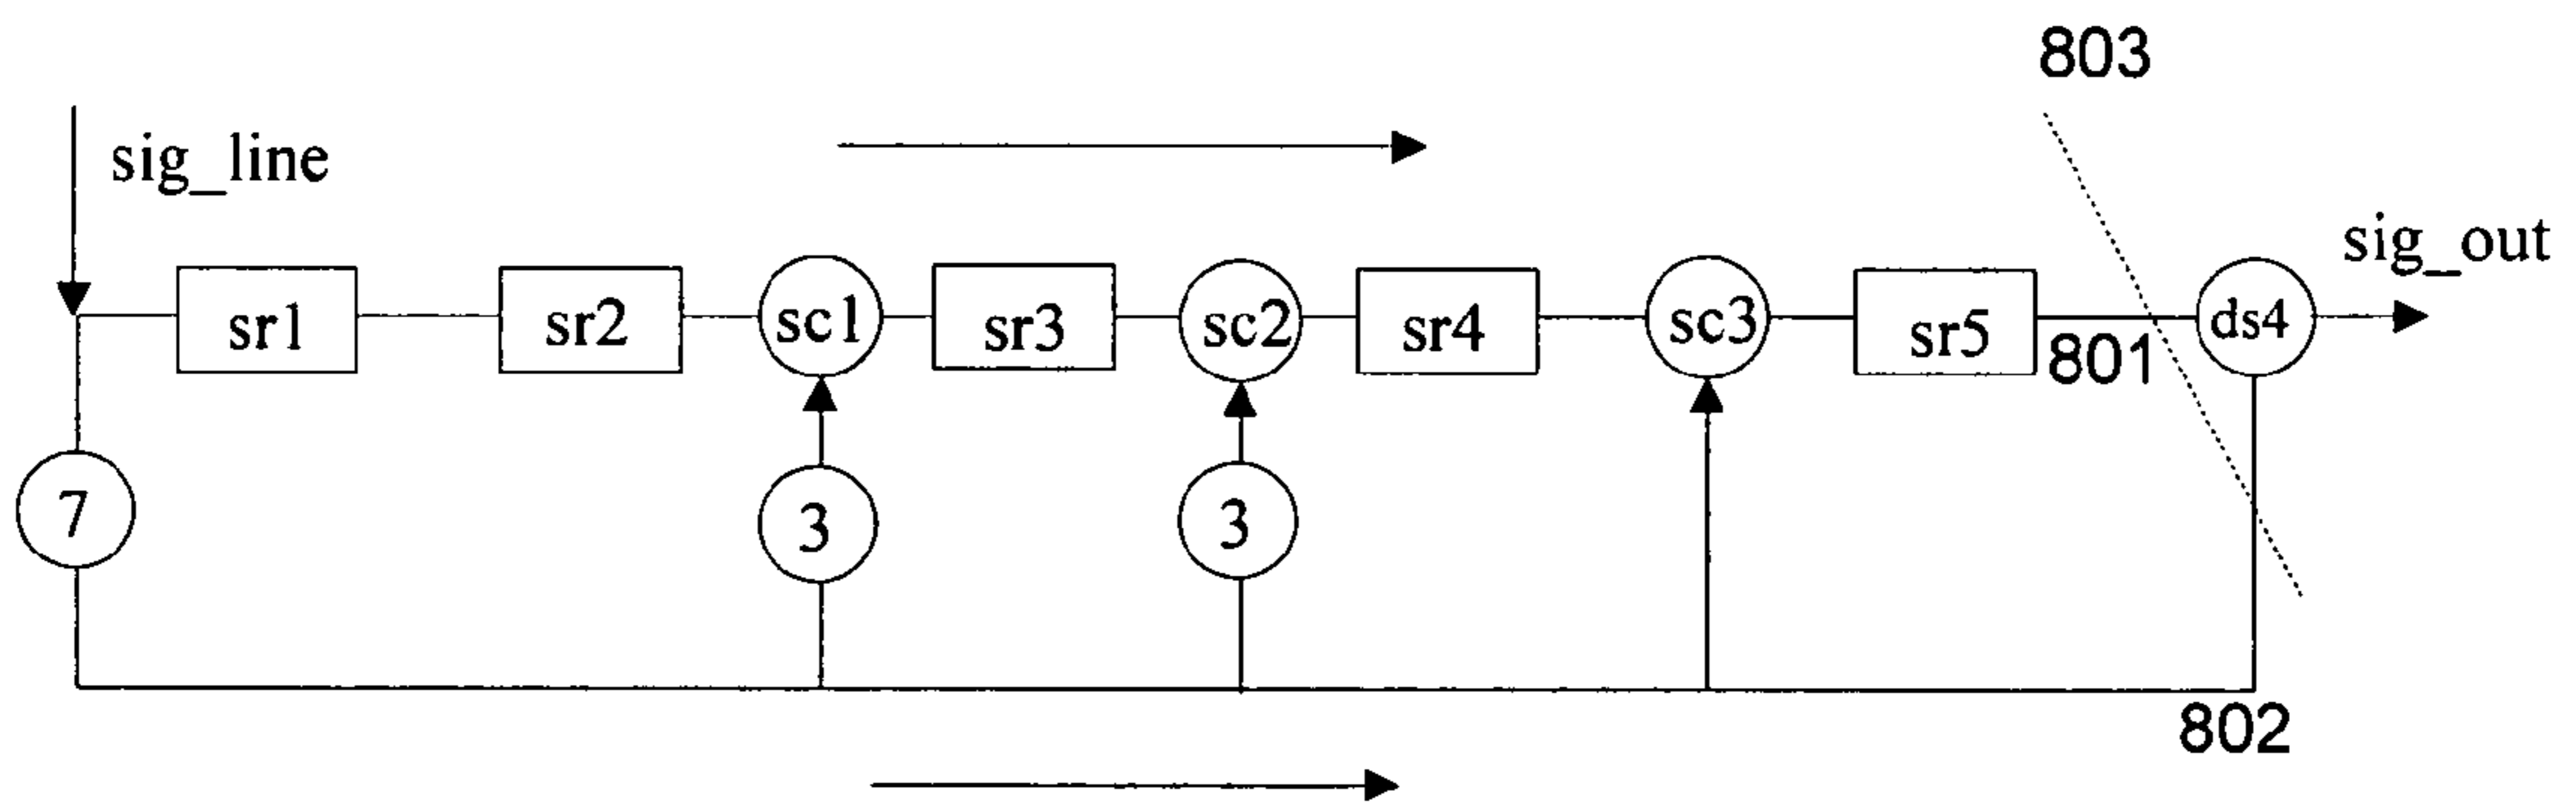 803
sig_line
sig_out
sr1
sr2
sc1
sr3
sc2
sr4
sc3
sr5
801
ds4
7
3
3
802